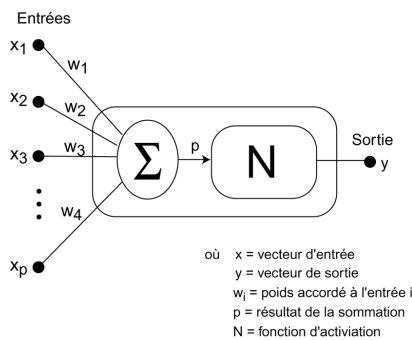 Entrées
x1
w1
x2
w2
x3
w3
w4
xp
Σ
p
N
Sortie
y
où x = vecteur d'entrée
y = vecteur de sortie
wi = poids accordé à l'entrée i
p = résultat de la sommation
N = fonction d'activiation